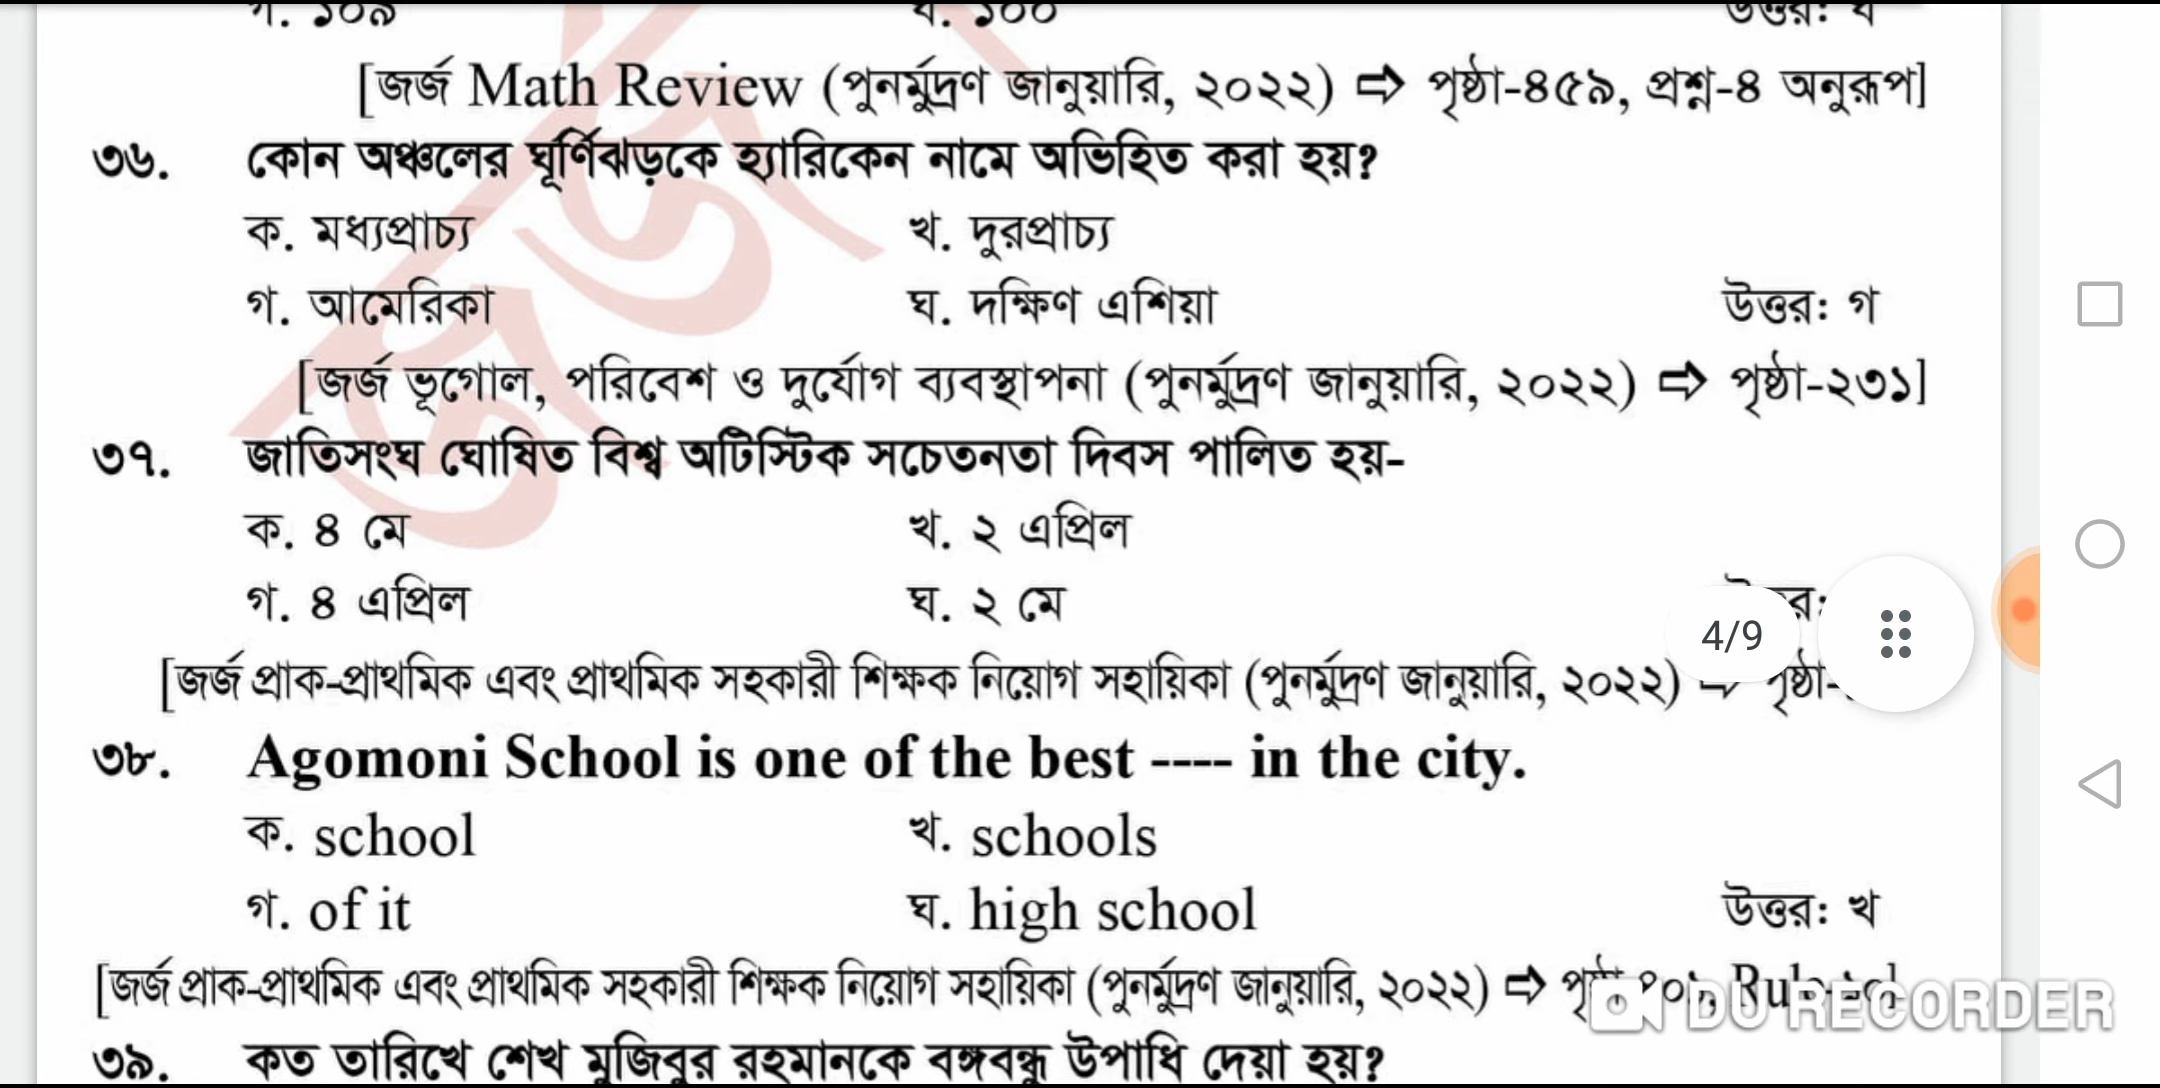 গ. ১০৯ ঘ. ১০০ উত্তরঃ ঘ
[জর্জ Math Review (পুনর্মুদ্রণ জানুয়ারি, ২০২২) ⇨ পৃষ্ঠা-৪৫৯, প্রশ্ন-৪ অনুরূপ]
৩৬. কোন অঞ্চলের ঘূর্ণিঝড়কে হ্যারিকেন নামে অভিহিত করা হয়?
ক. মধ্যপ্রাচ্য খ. দুরপ্রাচ্য
গ. আমেরিকা ঘ. দক্ষিণ এশিয়া উত্তরঃ গ
[জর্জ ভূগোল, পরিবেশ ও দুর্যোগ ব্যবস্থাপনা (পুনর্মুদ্রণ জানুয়ারি, ২০২২) ⇨ পৃষ্ঠা-২৩১]
৩৭. জাতিসংঘ ঘোষিত বিশ্ব অটিস্টিক সচেতনতা দিবস পালিত হয়-
ক. ৪ মে খ. ২ এপ্রিল
গ. ৪ এপ্রিল ঘ. ২ মে
4/9
[জর্জ প্রাক-প্রাথমিক এবং প্রাথমিক সহকারী শিক্ষক নিয়োগ সহায়িকা (পুনর্মুদ্রণ জানুয়ারি, ২০২২) ⇨ পৃষ্ঠা-
৩৮. Agomoni School is one of the best ---- in the city.
ক. school খ. schools
গ. of it ঘ. high school উত্তরঃ খ
[জর্জ প্রাক-প্রাথমিক এবং প্রাথমিক সহকারী শিক্ষক নিয়োগ সহায়িকা (পুনর্মুদ্রণ জানুয়ারি, ২০২২) ⇨
DU RECORDER
৩৯. কত তারিখে শেখ মুজিবুর রহমানকে বঙ্গবন্ধু উপাধি দেয়া হয়?